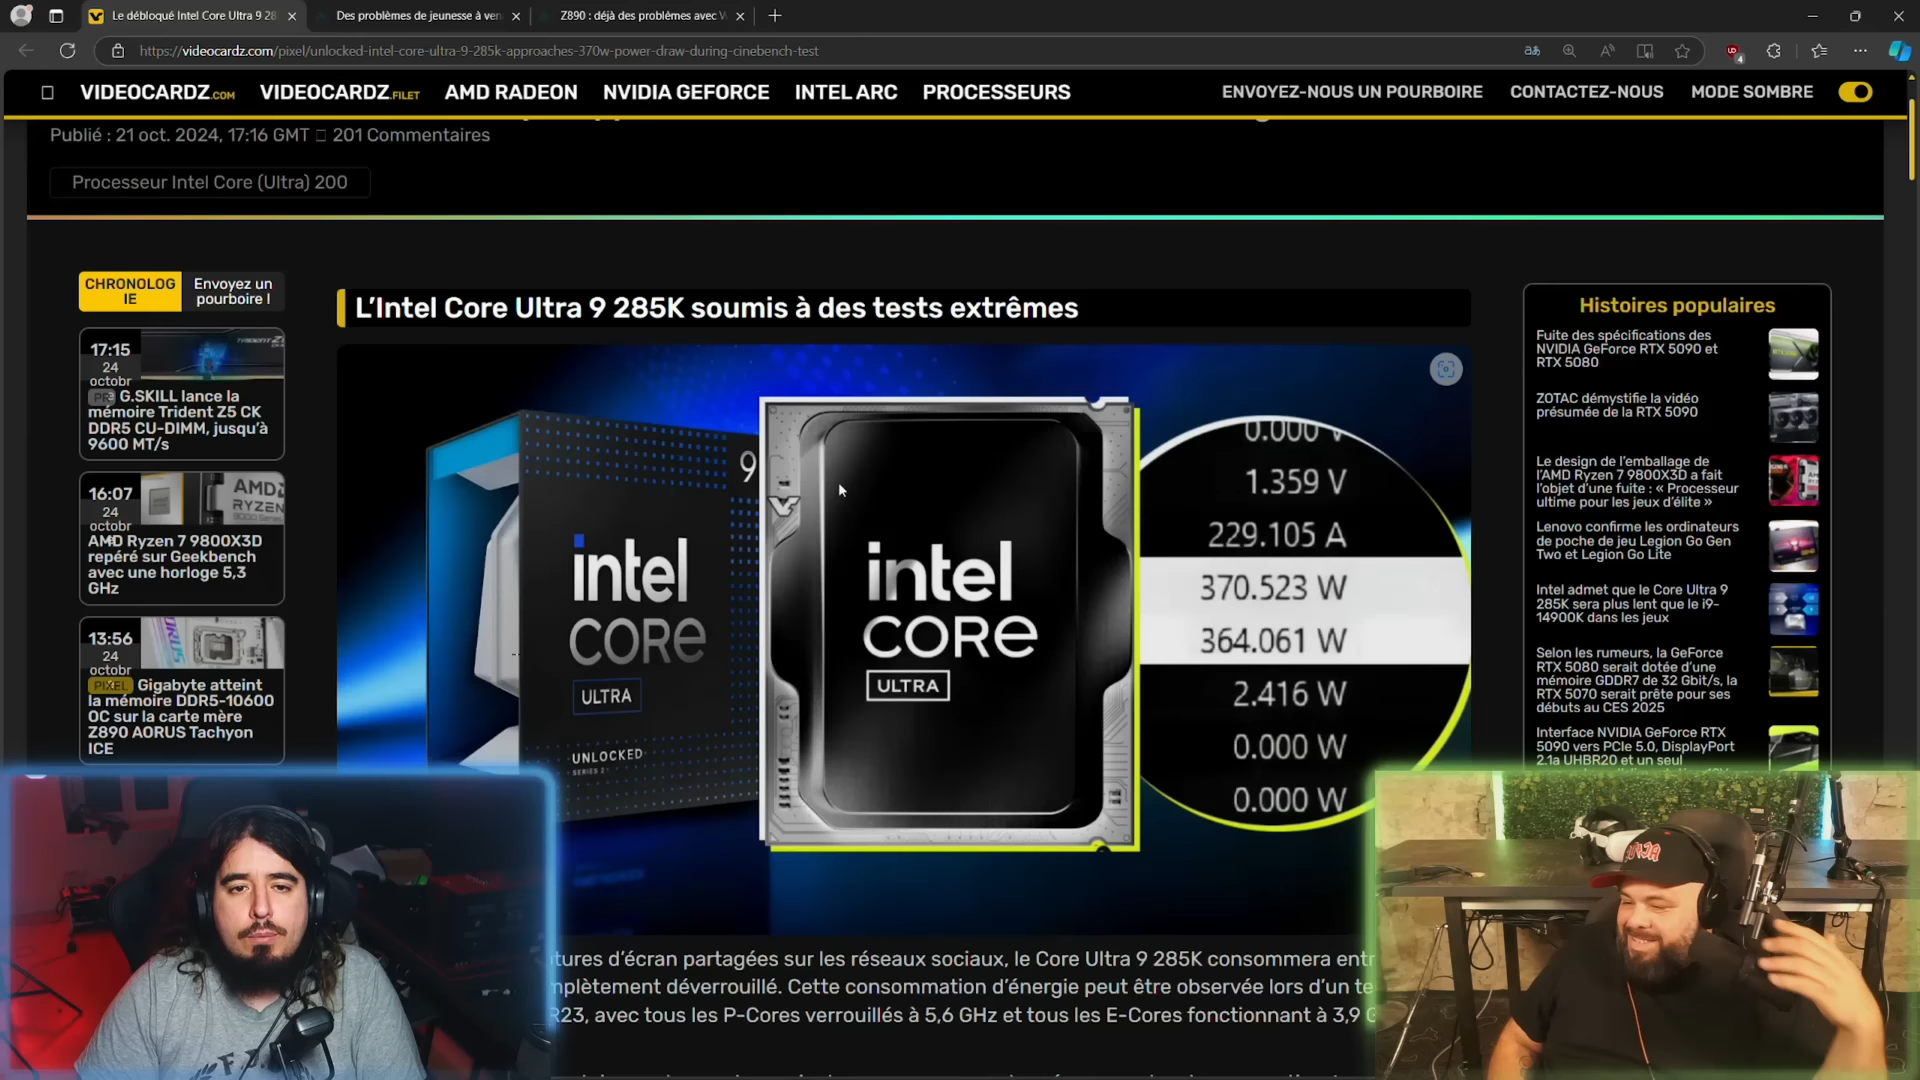 Le débloqué Intel Core Ultra 9 28
Des problèmes de jeunesse à ven
Z890 : déjà des problèmes avec V
https://videocardz.com/pixel/unlocked-intel-core-ultra-9-285k-approaches-370w-power-draw-during-cinebench-test
VIDEOCARDZ.COM
VIDEOCARDZ.FILET
AMD RADEON
NVIDIA GEFORCE
INTEL ARC
PROCESSEURS
ENVOYEZ-NOUS UN POURBOIRE
CONTACTEZ-NOUS
MODE SOMBRE
Publié : 21 oct. 2024, 17:16 GMT
201 Commentaires
Processeur Intel Core (Ultra) 200
CHRONOLOG
IE
Envoyez un
pourboire !
17:15
24
octobr
G.SKILL lance la
mémoire Trident Z5 CK
DDR5 CU-DIMM, jusqu'à
9600 MT/s
16:07
24
octobr
AMD Ryzen 7 9800X3D
repéré sur Geekbench
avec une horloge 5,3
GHz
AMD
RYZEN
9000 Series
13:56
24
octobr
PIXEL Gigabyte atteint
la mémoire DDR5-10600
OC sur la carte mère
Z890 AORUS Tachyon
ICE
L'Intel Core Ultra 9 285K soumis à des tests extrêmes
9
intel
CORE
ULTRA
UNLOCKED
SERIES 2
intel
CORE
ULTRA
0.000 V
1.359 V
229.105 A
370.523 W
364.061 W
2.416 W
0.000 W
0.000 W
tures d'écran partagées sur les réseaux sociaux, le Core Ultra 9 285K consommera entr
mplètement déverrouillé. Cette consommation d'énergie peut être observée lors d'un te
R23, avec tous les P-Cores verrouillés à 5,6 GHz et tous les E-Cores fonctionnant à 3,9 G
Histoires populaires
Fuite des spécifications des
NVIDIA GeForce RTX 5090 et
RTX 5080
ZOTAC démystifie la vidéo
présumée de la RTX 5090
Le design de l'emballage de
l'AMD Ryzen 7 9800X3D a fait
l'objet d'une fuite : « Processeur
ultime pour les jeux d'élite »
Lenovo confirme les ordinateurs
de poche de jeu Legion Go Gen
Two et Legion Go Lite
Intel admet que le Core Ultra 9
285K sera plus lent que le i9-
14900K dans les jeux
Selon les rumeurs, la GeForce
RTX 5080 serait dotée d'une
mémoire GDDR7 de 32 Gbit/s, la
RTX 5070 serait prête pour ses
débuts au CES 2025
Interface NVIDIA GeForce RTX
5090 vers PCIe 5.0, DisplayPort
2.1a UHBR20 et un seul